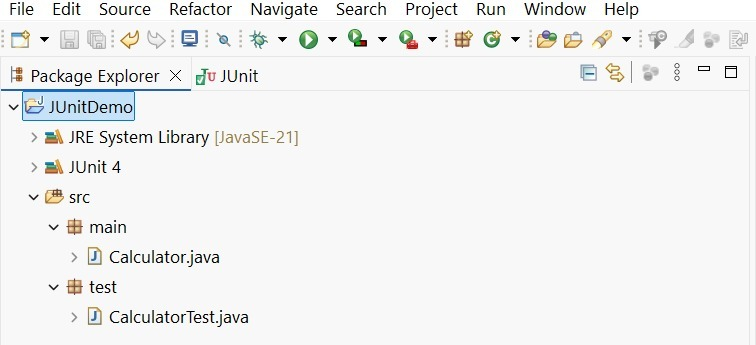 File Edit Source Refactor Navigate Search Project Run Window Help
Package Explorer JUnit
JUnitDemo
JRE System Library [JavaSE-21]
JUnit 4
src
main
Calculator.java
test
CalculatorTest.java